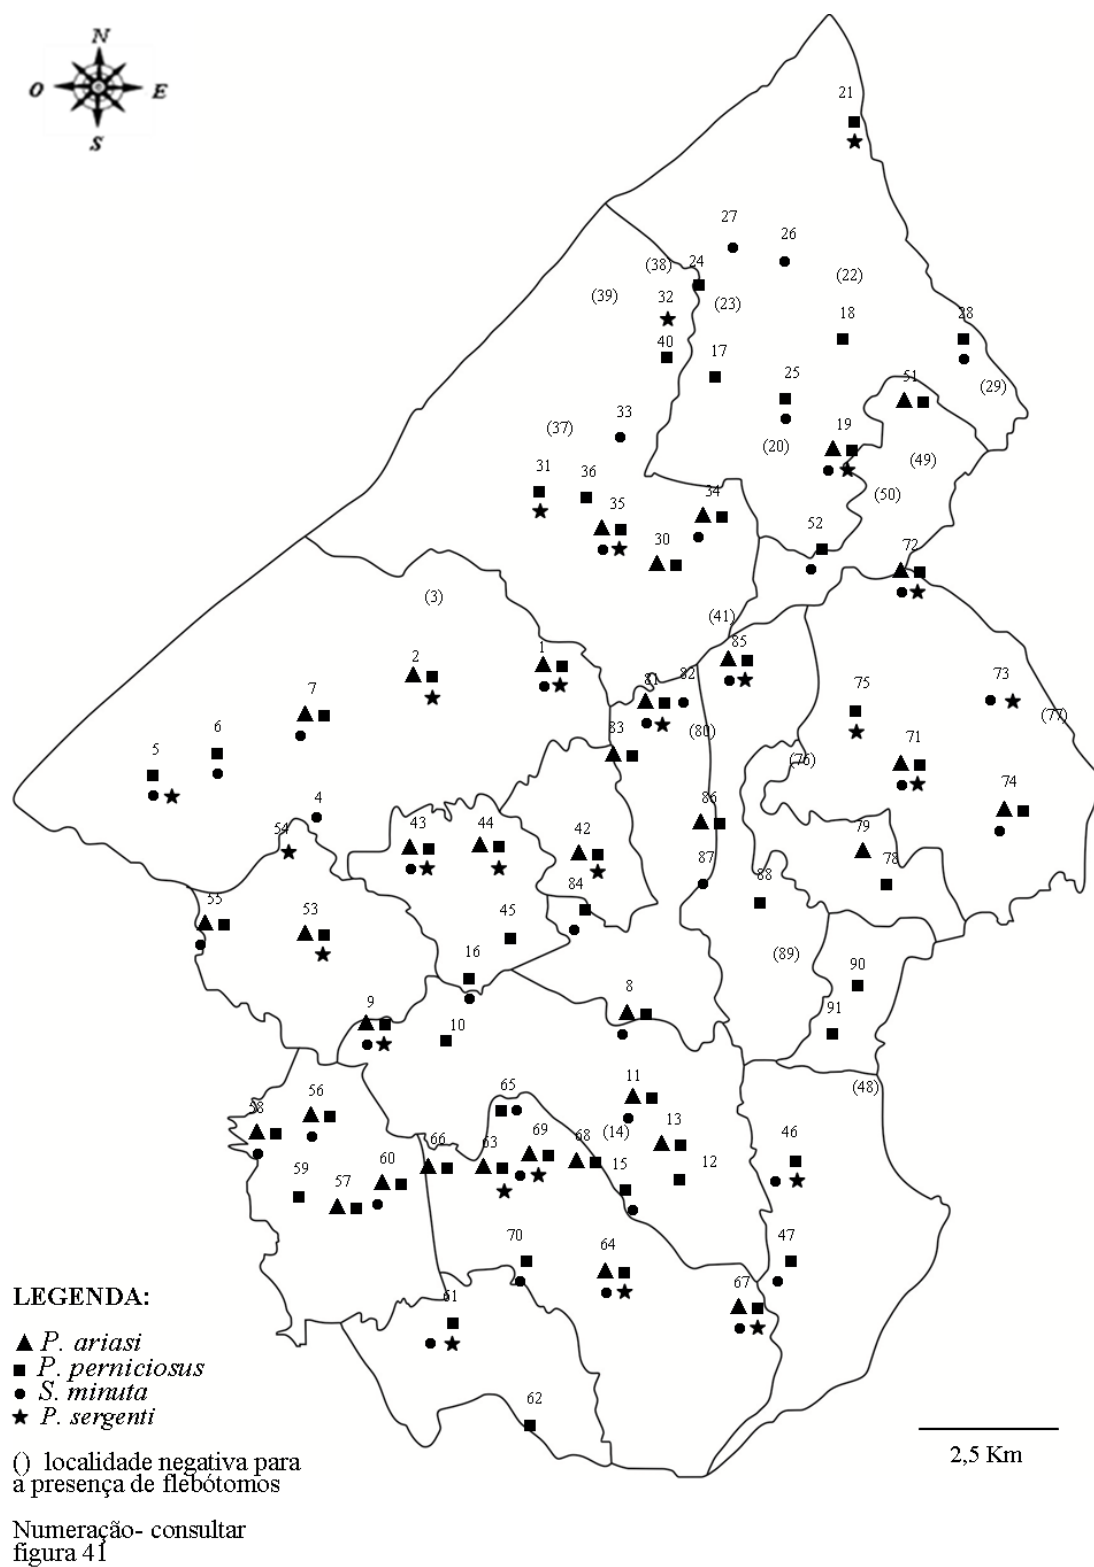 N
O E
S
21
27
26
(38) 24
(22)
(39) 32 (23)
18 28
40 17
25 51 (29)
33
(37) 19
(20) (49)
31 36
(50)
35 34
52
30
72
(3)
(41)
1 85
2
81 82 73
7 75
83 (80) (77)
6
5 (76) 71
4 74
86
43 44 42 79
54
87 78
84 88
55
53 45
16 (89)
90
8
9 91
10
(48)
65 11
56
58 (14) 13
66 63 69 68 46
59 60 15 12
57
70 64 47
67
61
62
LEGENDA:
P. ariasi
P. perniciosus
S. minuta
P. sergenti
() localidade negativa para
a presença de flebótomos
Numeração- consultar
figura 41
2,5 Km